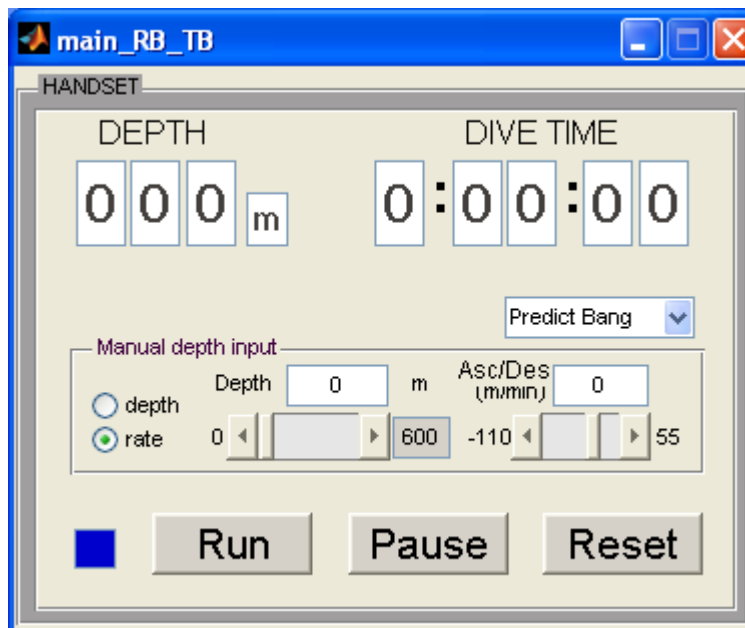 main_RB_TB
HANDSET
DEPTH DIVE TIME
0 0 0 m 0 : 0 0 : 0 0
Predict Bang
Manual depth input
depth
rate
Depth 0 m
0 600
Asc/Des
(m/min) 0
-110 55
Run Pause Reset